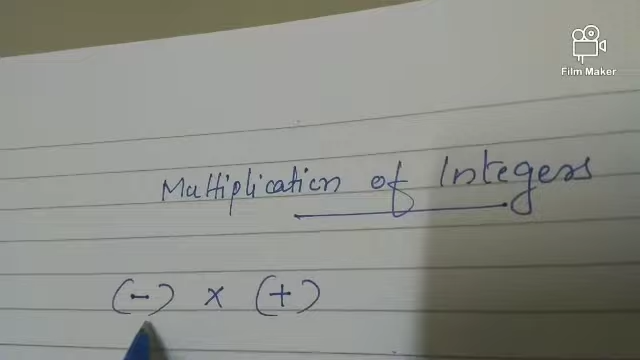 Film Maker
Multiplication of Integers
(-) x (+)